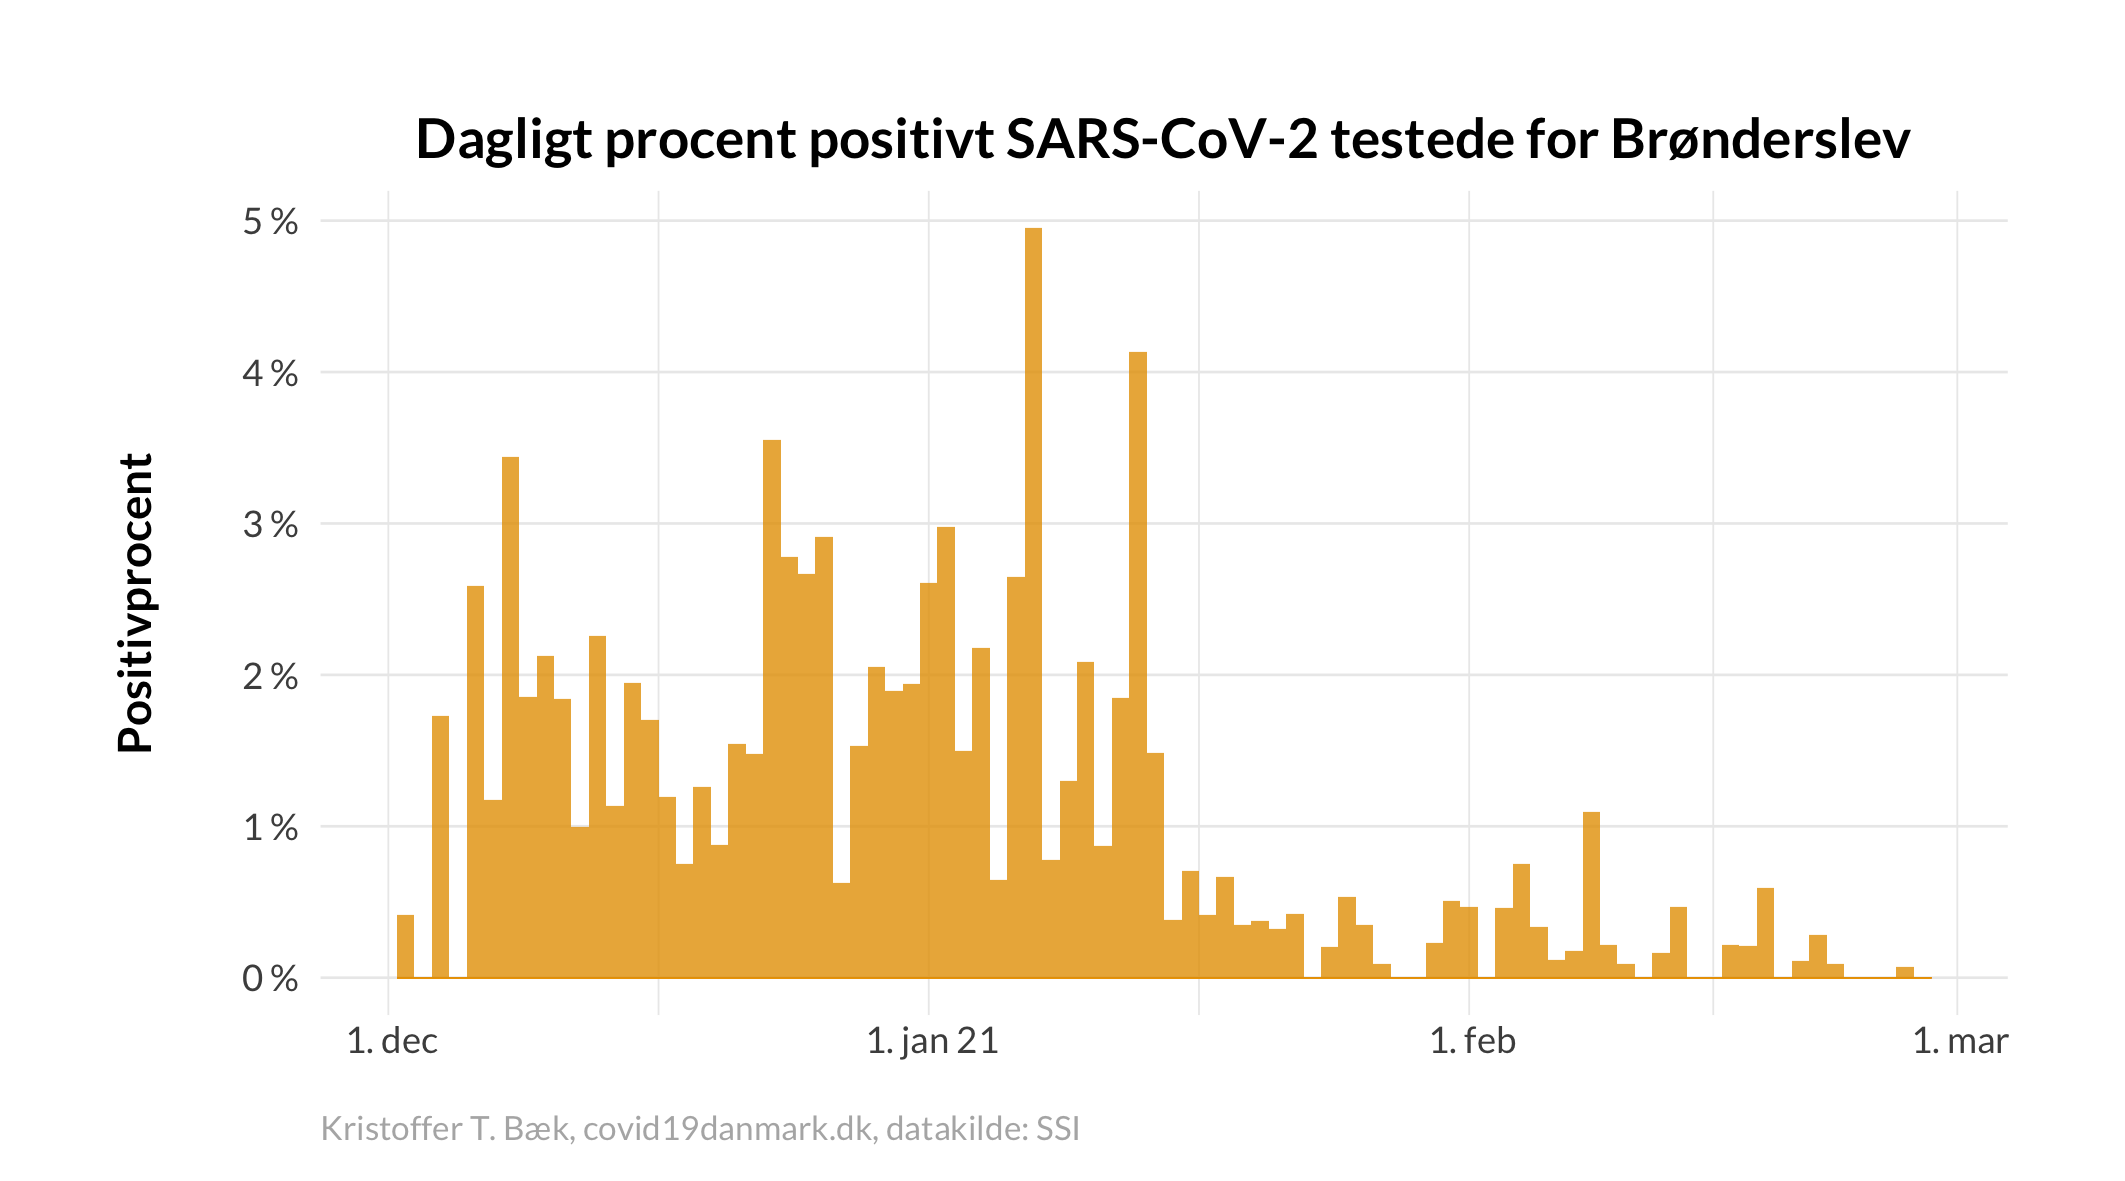 Dagligt procent positivt SARS-CoV-2 testede for Brønderslev
Positivprocent
5 %
4 %
3 %
2 %
1 %
0 %
1. dec
1. jan 21
1. feb
1. mar
Kristoffer T. Bæk, covid19danmark.dk, datakilde: SSI